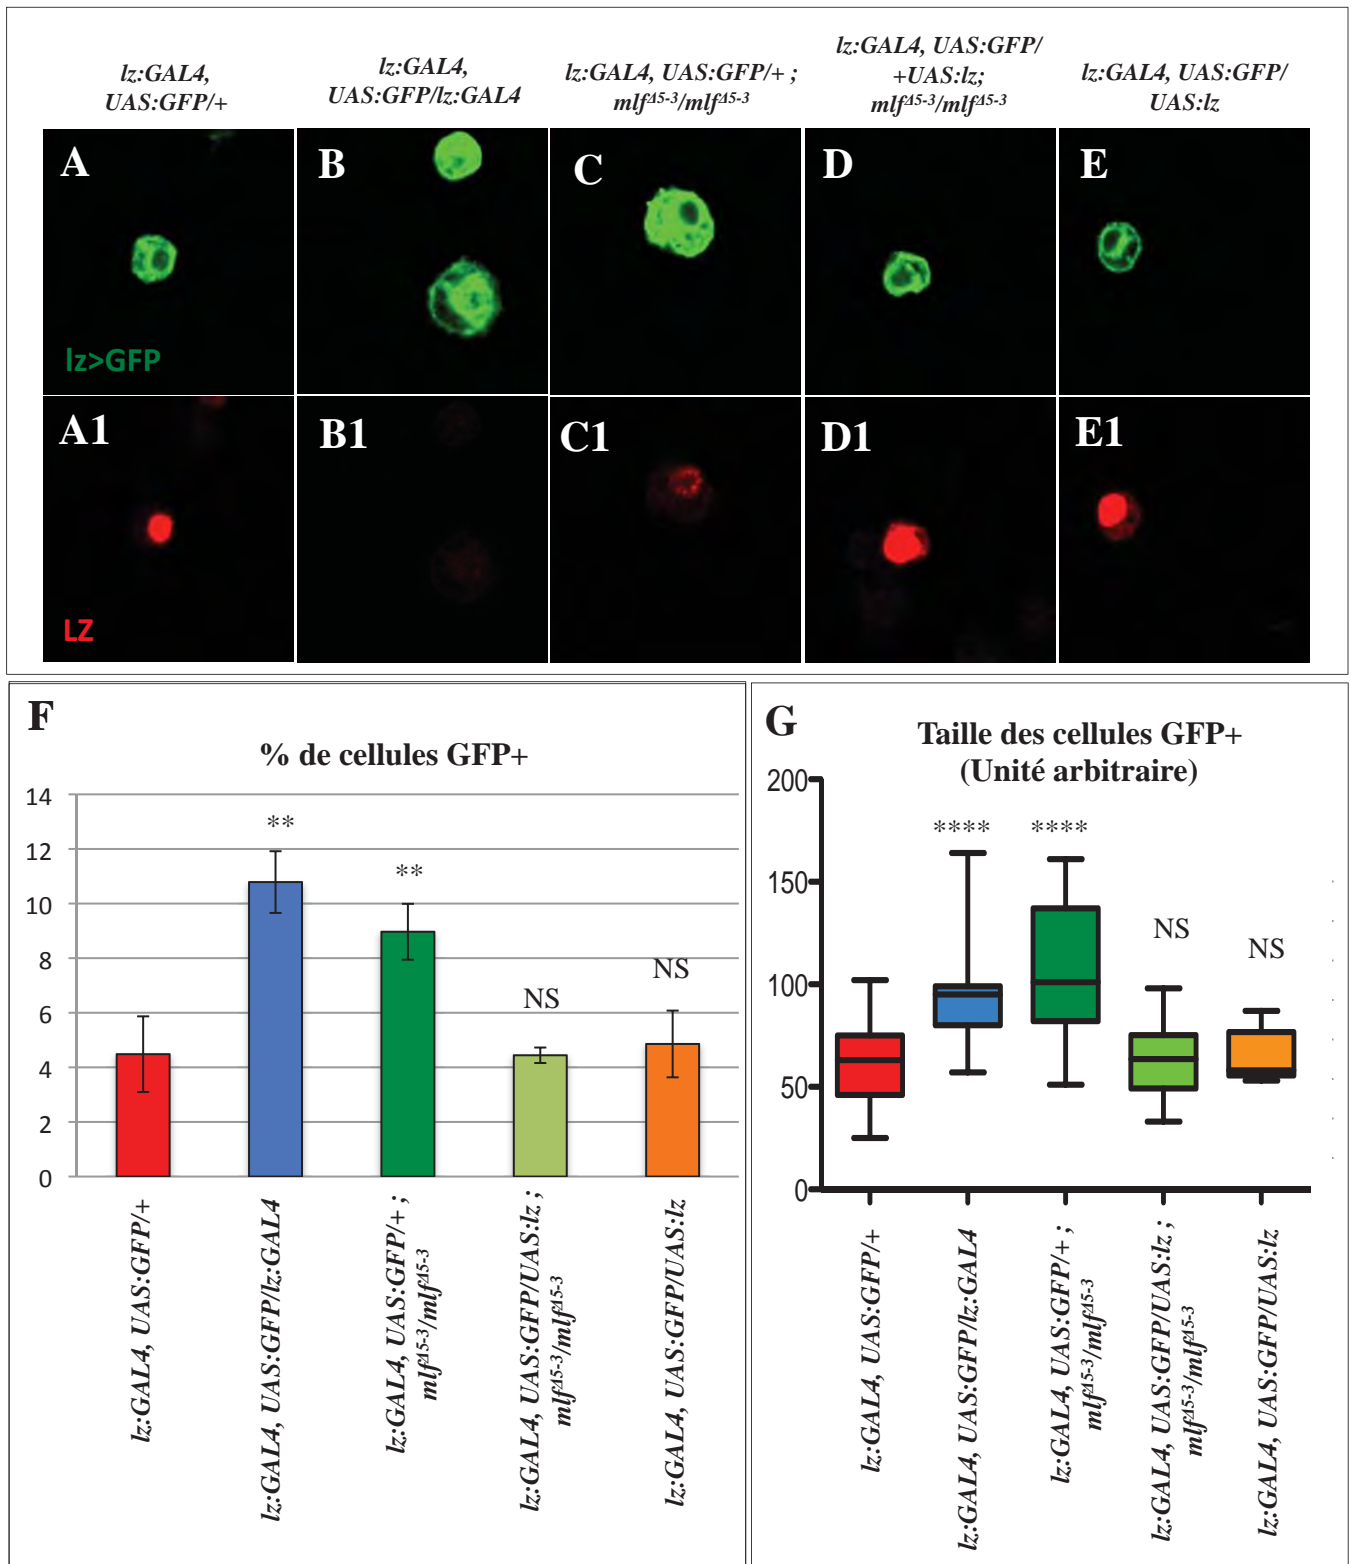 lz:GAL4,
UAS:GFP/+
lz:GAL4,
UAS:GFP/lz:GAL4
lz:GAL4, UAS:GFP/+ ;
mlfΔ5-3/mlfΔ5-3
lz:GAL4, UAS:GFP/
+UAS:lz;
mlfΔ5-3/mlfΔ5-3
lz:GAL4, UAS:GFP/
UAS:lz
A
B
C
D
E
lz>GFP
A1
B1
C1
D1
E1
LZ
F
% de cellules GFP+
14
12
10
8
6
4
2
0
**
**
NS
NS
lz:GAL4, UAS:GFP/+
lz:GAL4, UAS:GFP/lz:GAL4
lz:GAL4, UAS:GFP/+ ;
mlfΔ5-3/mlfΔ5-3
lz:GAL4, UAS:GFP/UAS:lz ;
mlfΔ5-3/mlfΔ5-3
lz:GAL4, UAS:GFP/UAS:lz
G
Taille des cellules GFP+
(Unité arbitraire)
200
150
100
50
0
****
****
NS
NS
lz:GAL4, UAS:GFP/+
lz:GAL4, UAS:GFP/lz:GAL4
lz:GAL4, UAS:GFP/+ ;
mlfΔ5-3/mlfΔ5-3
lz:GAL4, UAS:GFP/UAS:lz ;
mlfΔ5-3/mlfΔ5-3
lz:GAL4, UAS:GFP/UAS:lz